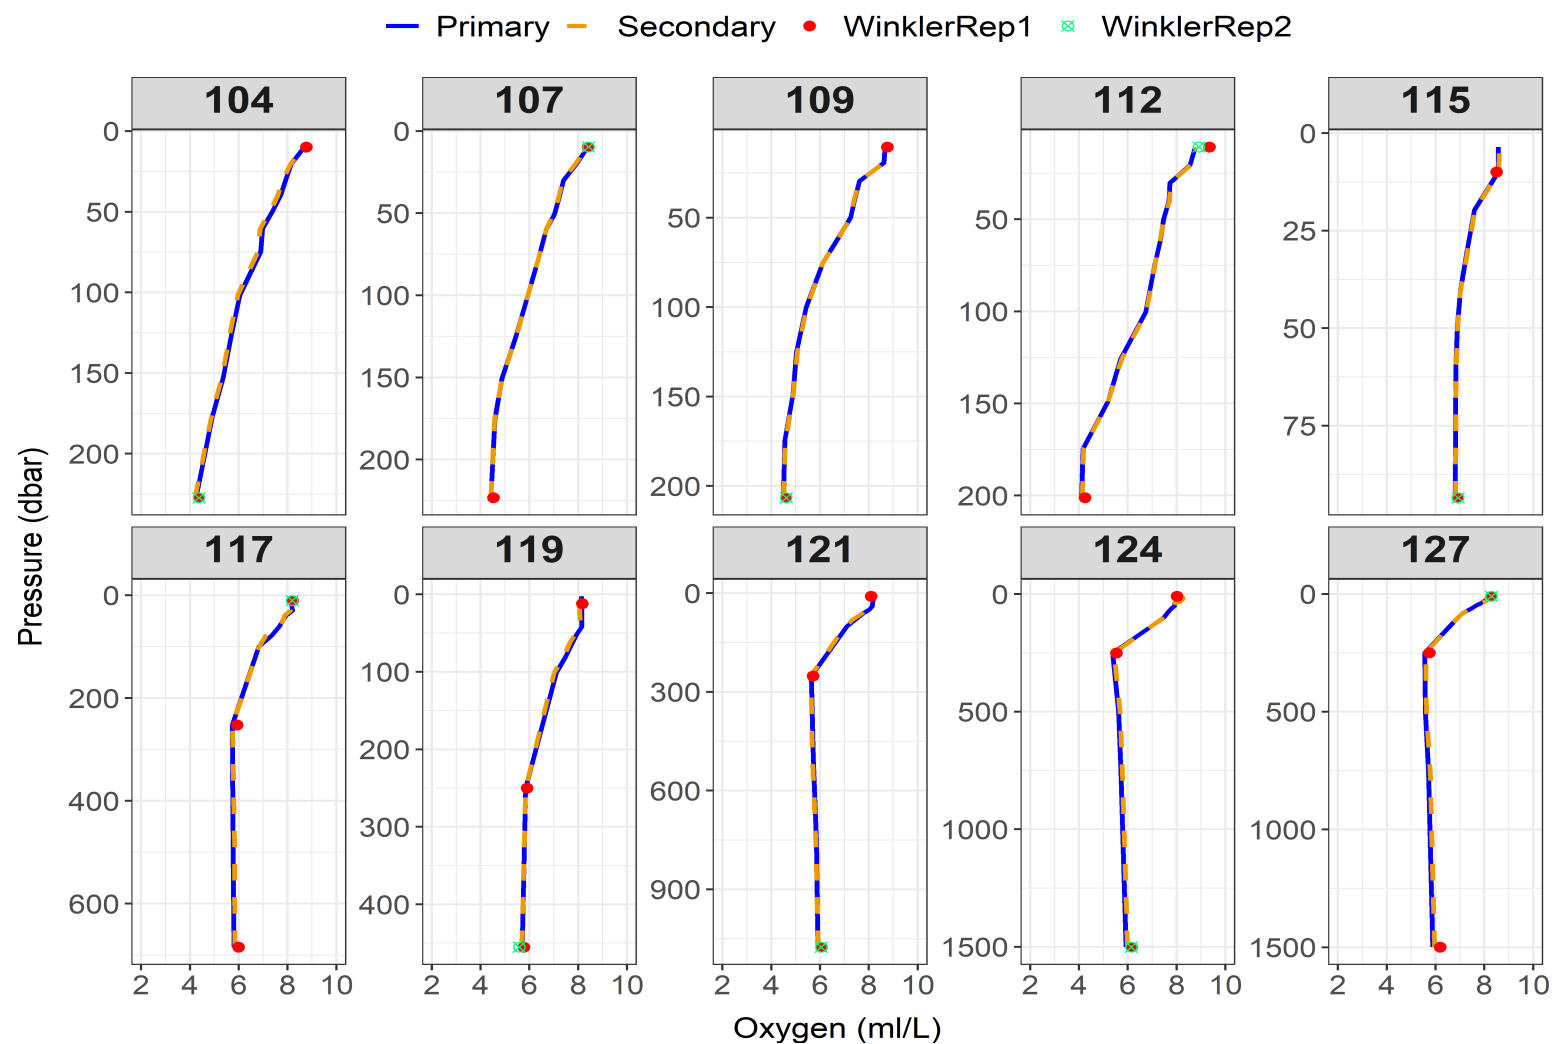 Primary Secondary WinklerRep1 WinklerRep2
104 107 109 112 115
0 0 0
50 50 50 50 25
100 100 100 100 50
150 150 150 150 75
200 200 200 200
117 119 121 124 127
0 0 0 0 0
200 100 300 500 500
400 200 600 1000 1000
600 300 900 1500 1500
400
2 4 6 8 10 2 4 6 8 10 2 4 6 8 10 2 4 6 8 10 2 4 6 8 10
Pressure (dbar)
Oxygen (ml/L)